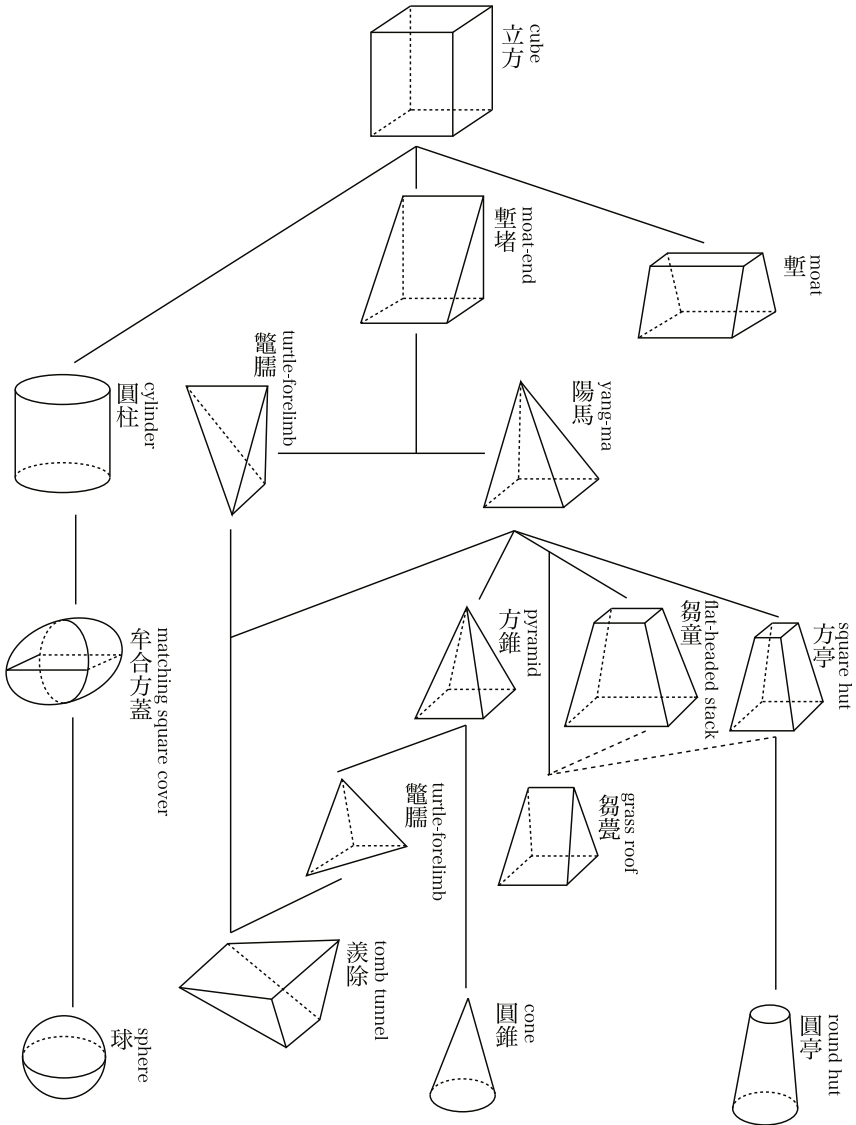 立方
cube
塹堵
moat-end
塹
moat
鼈臑
turtle-forelimb
圓柱
cylinder
陽馬
yang-ma
方錐
pyramid
芻童
flat-headed stack
方亭
square hut
牟合方蓋
matching square cover
鼈臑
turtle-forelimb
芻甍
grass roof
羨除
tomb tunnel
圓錐
cone
圓亭
round hut
球
sphere